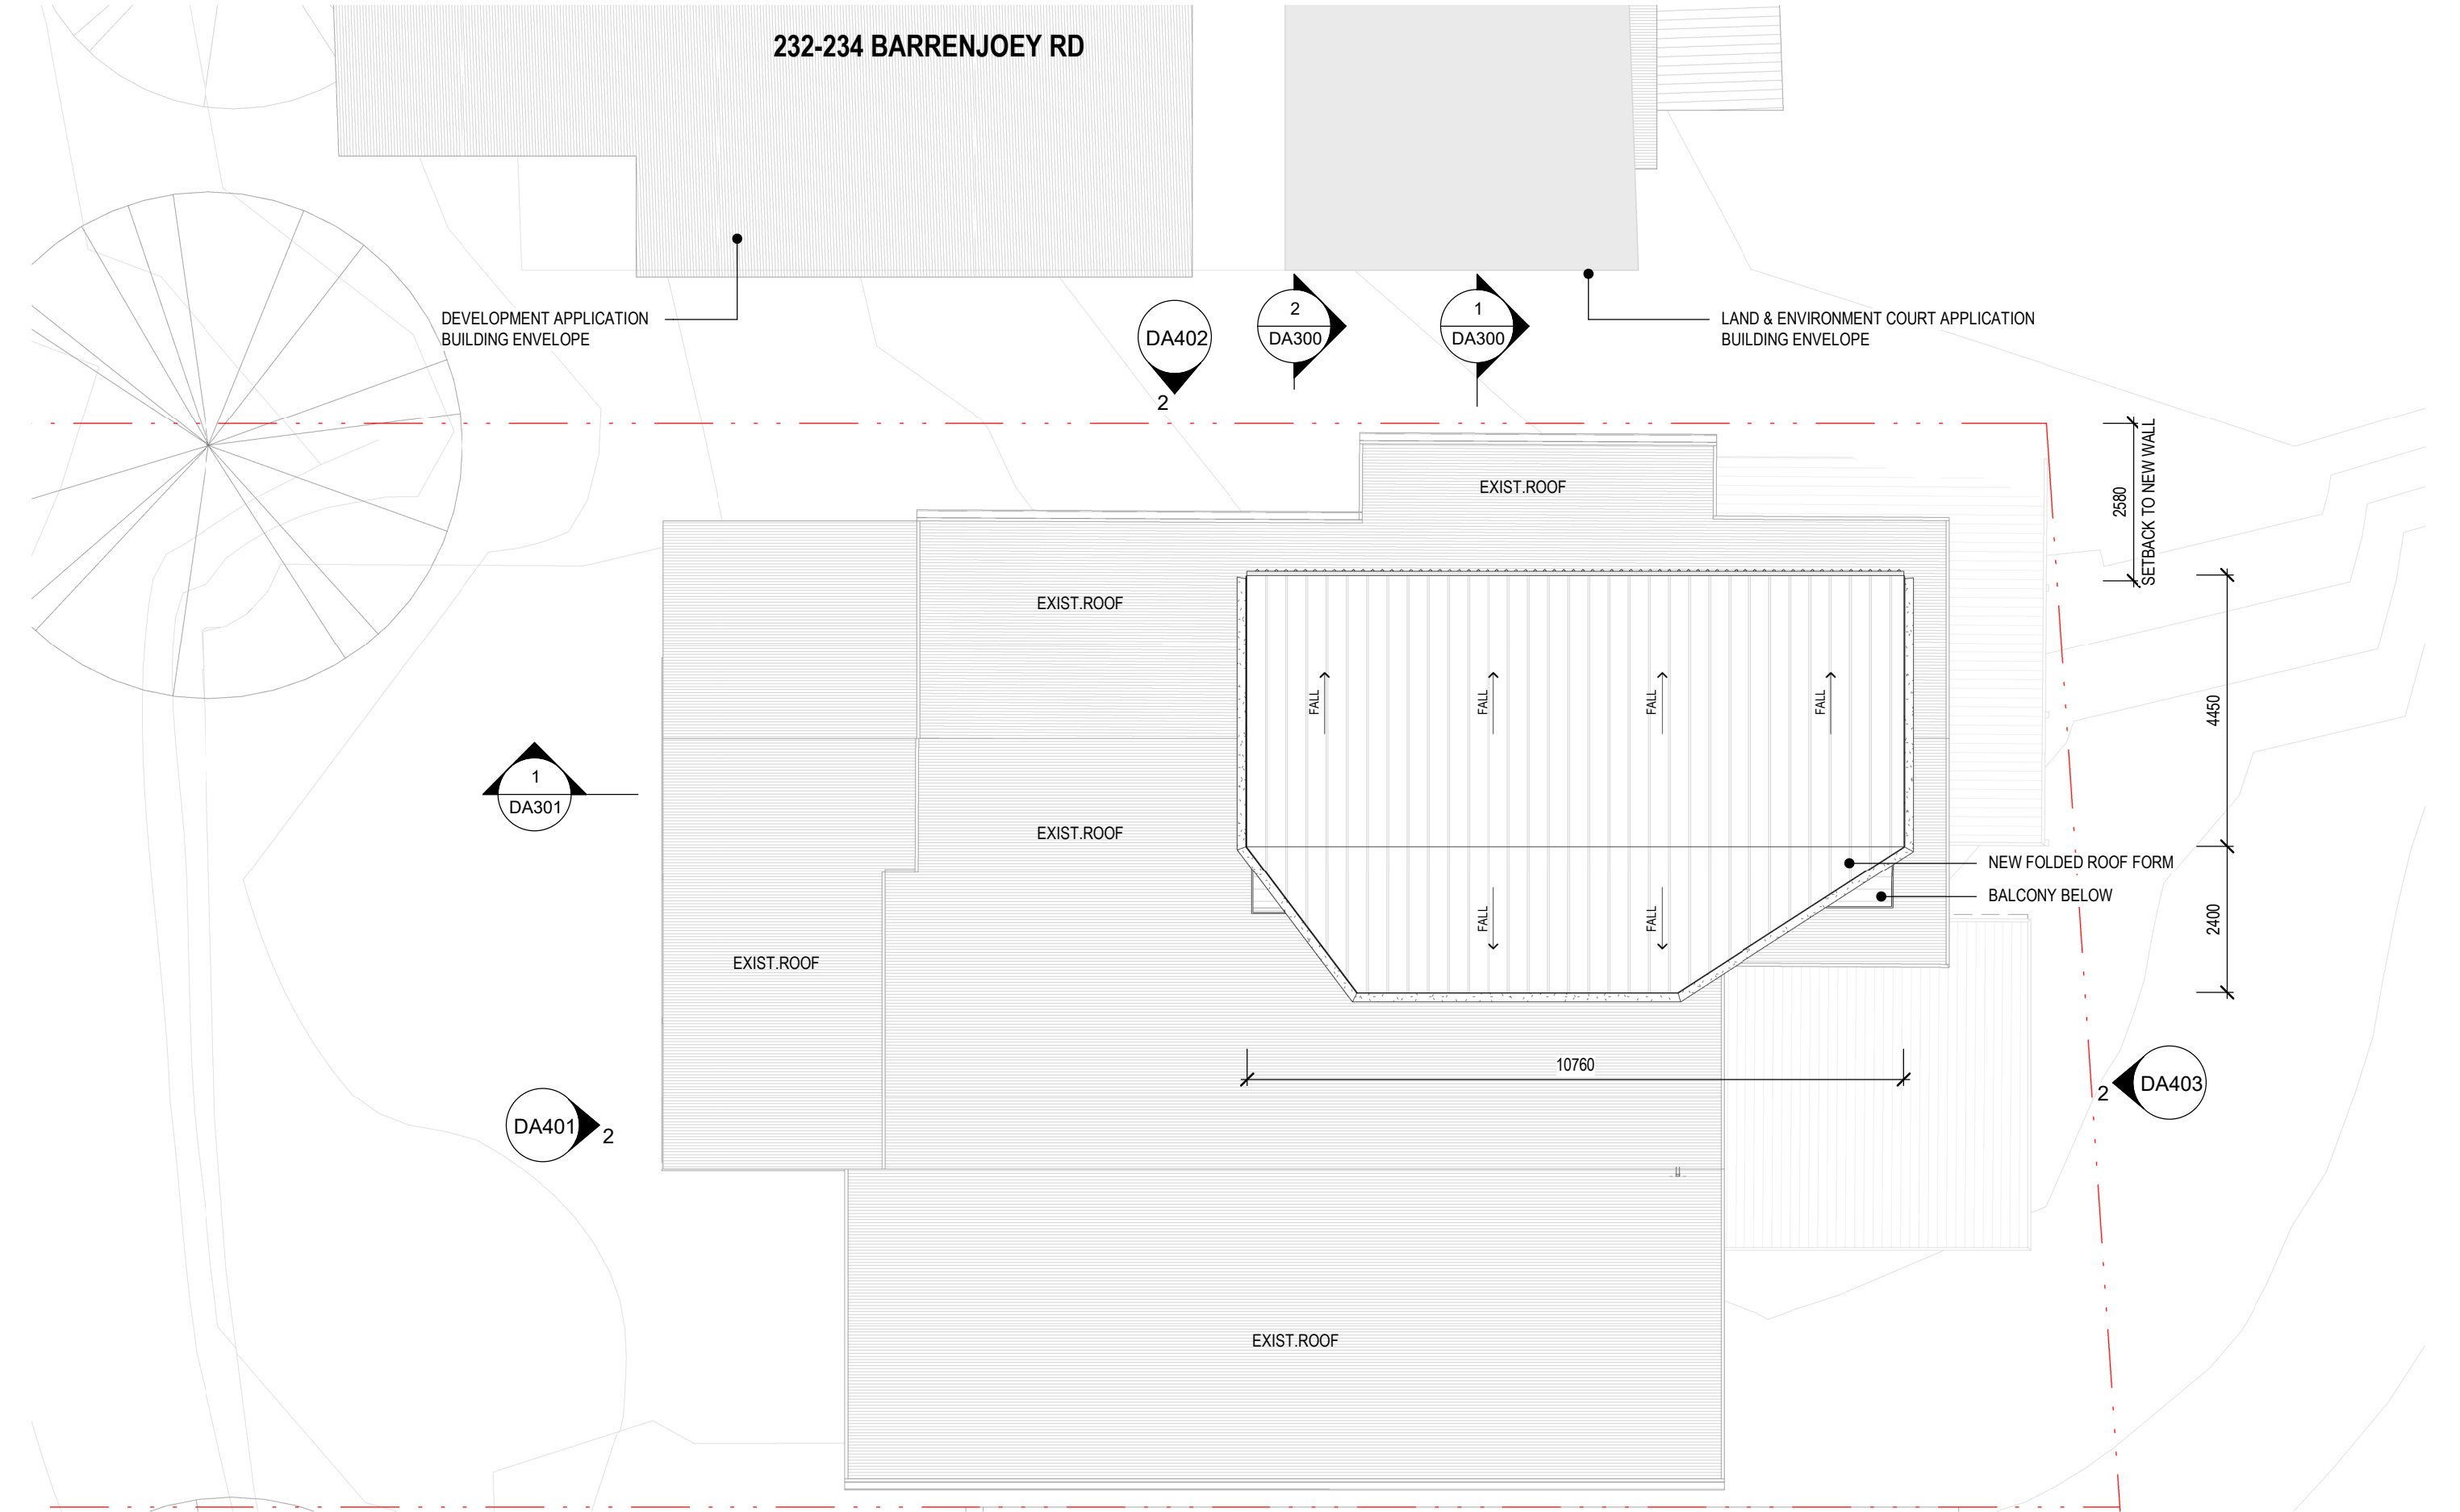 232-234 BARRENJOEY RD
DEVELOPMENT APPLICATION
BUILDING ENVELOPE
DA402
2
2
DA300
1
DA300
LAND & ENVIRONMENT COURT APPLICATION
BUILDING ENVELOPE
2580
SETBACK TO NEW WALL
EXIST.ROOF
EXIST.ROOF
FALL
FALL
FALL
FALL
4450
1
DA301
EXIST.ROOF
NEW FOLDED ROOF FORM
BALCONY BELOW
FALL
FALL
2400
EXIST.ROOF
10760
DA401
2
2
DA403
EXIST.ROOF